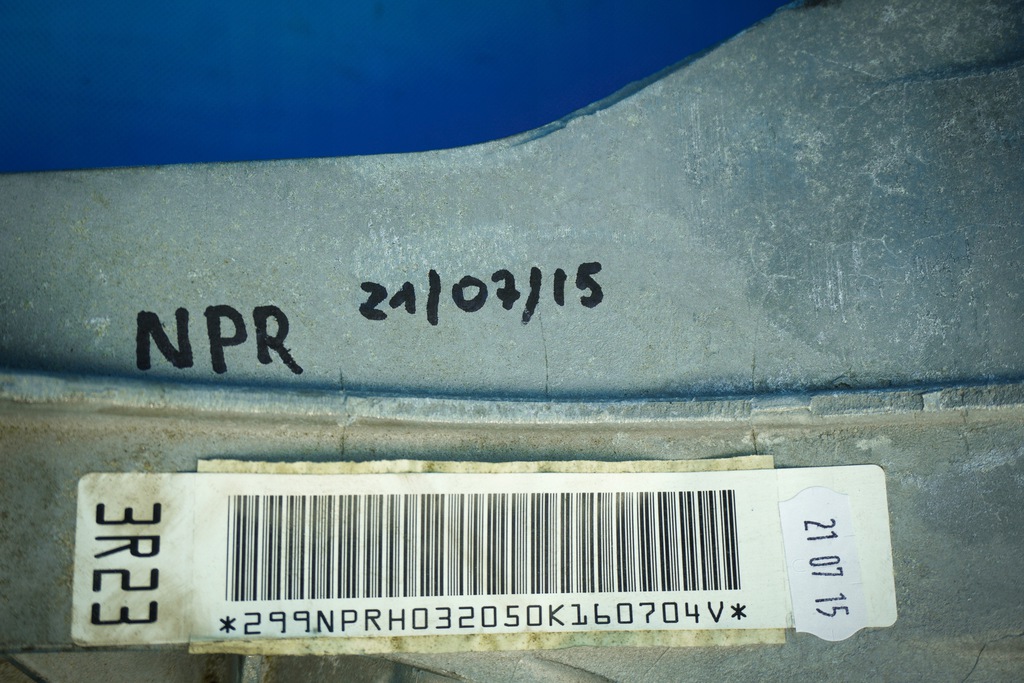 NPR 21/07/15
3R23
*299NPRH032050K160704V*
21 07 15